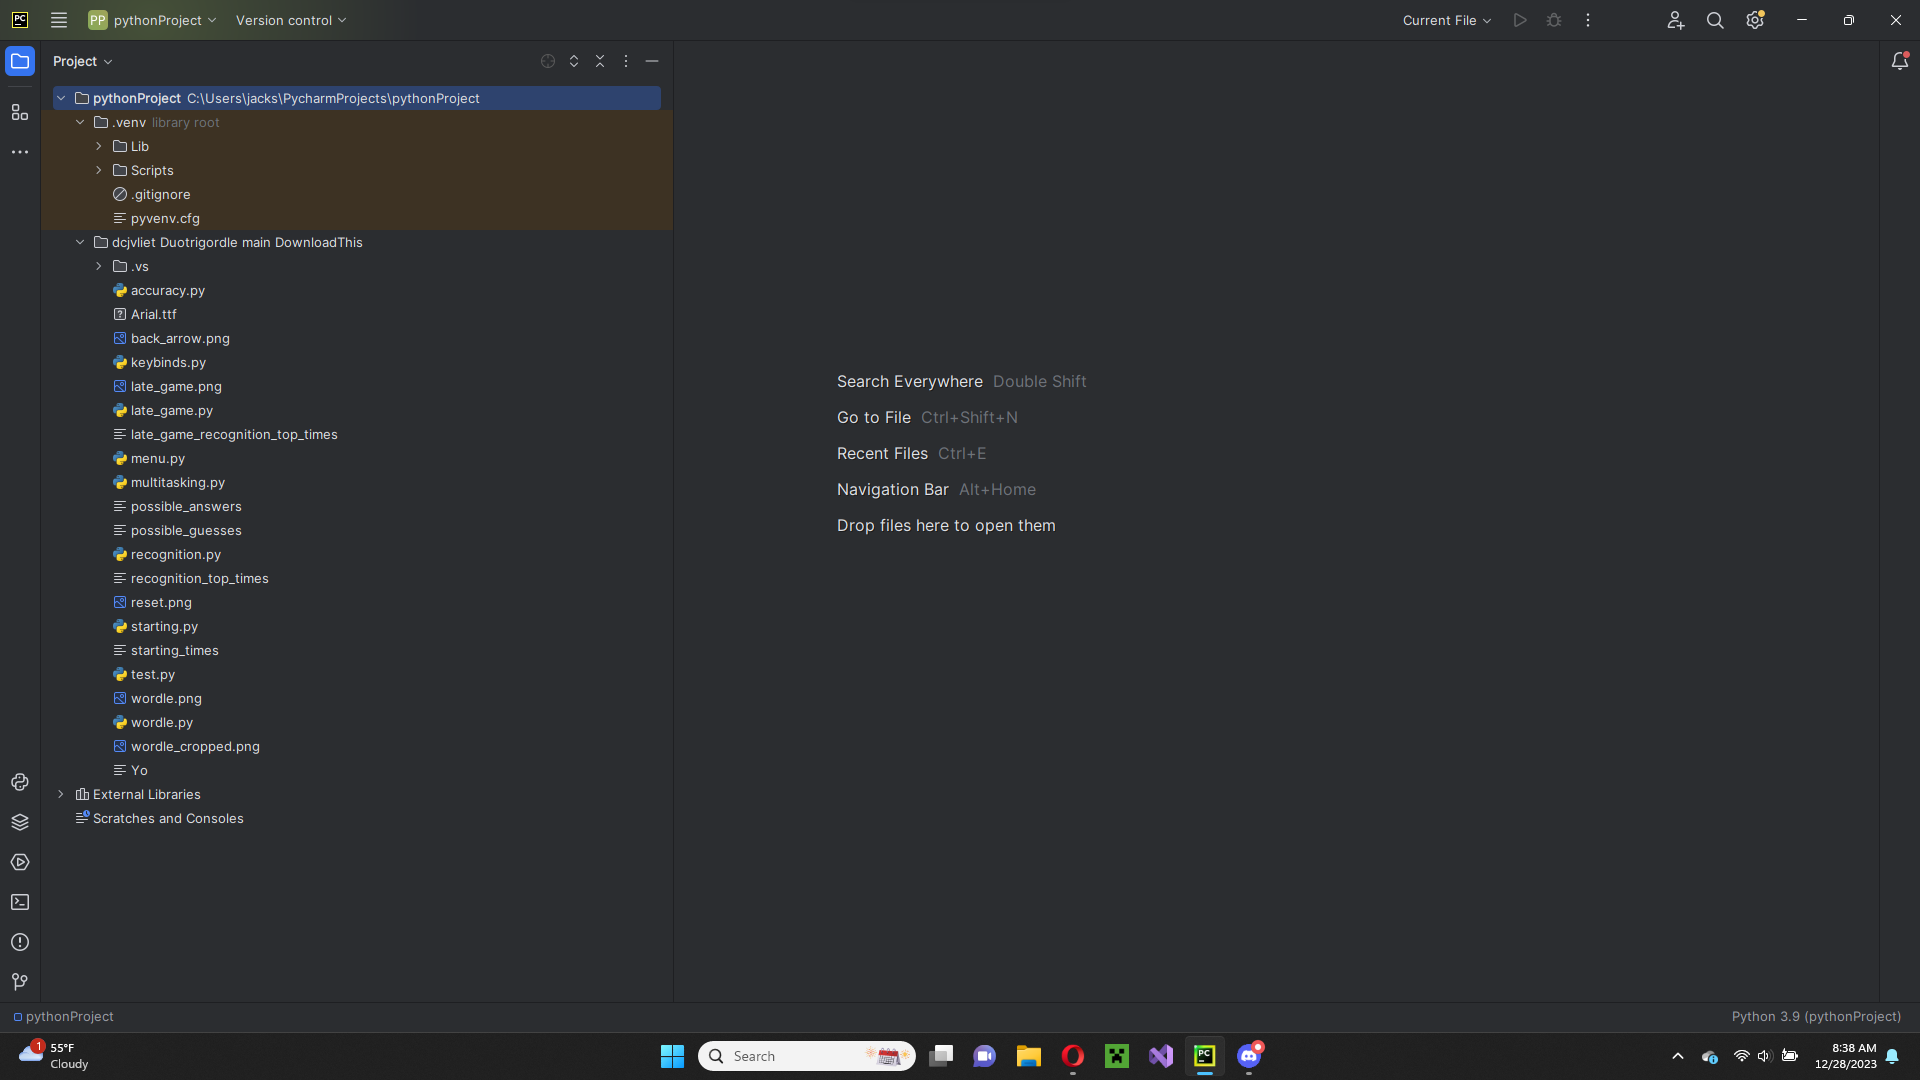 PC
PP pythonProject Version control Current File
Project
pythonProject C:\Users\jacks\PycharmProjects\pythonProject
.venv library root
Lib
Scripts
.gitignore
pyvenv.cfg
dcjvliet Duotrigordle main DownloadThis
.vs
accuracy.py
Arial.ttf
back_arrow.png
keybinds.py
late_game.png
late_game.py
late_game_recognition_top_times
menu.py
multitasking.py
possible_answers
possible_guesses
recognition.py
recognition_top_times
reset.png
starting.py
starting_times
test.py
wordle.png
wordle.py
wordle_cropped.png
Yo
External Libraries
Scratches and Consoles
Search Everywhere Double Shift
Go to File Ctrl+Shift+N
Recent Files Ctrl+E
Navigation Bar Alt+Home
Drop files here to open them
pythonProject Python 3.9 (pythonProject)
1
55°F
Cloudy
Search
PC
8:38 AM
12/28/2023